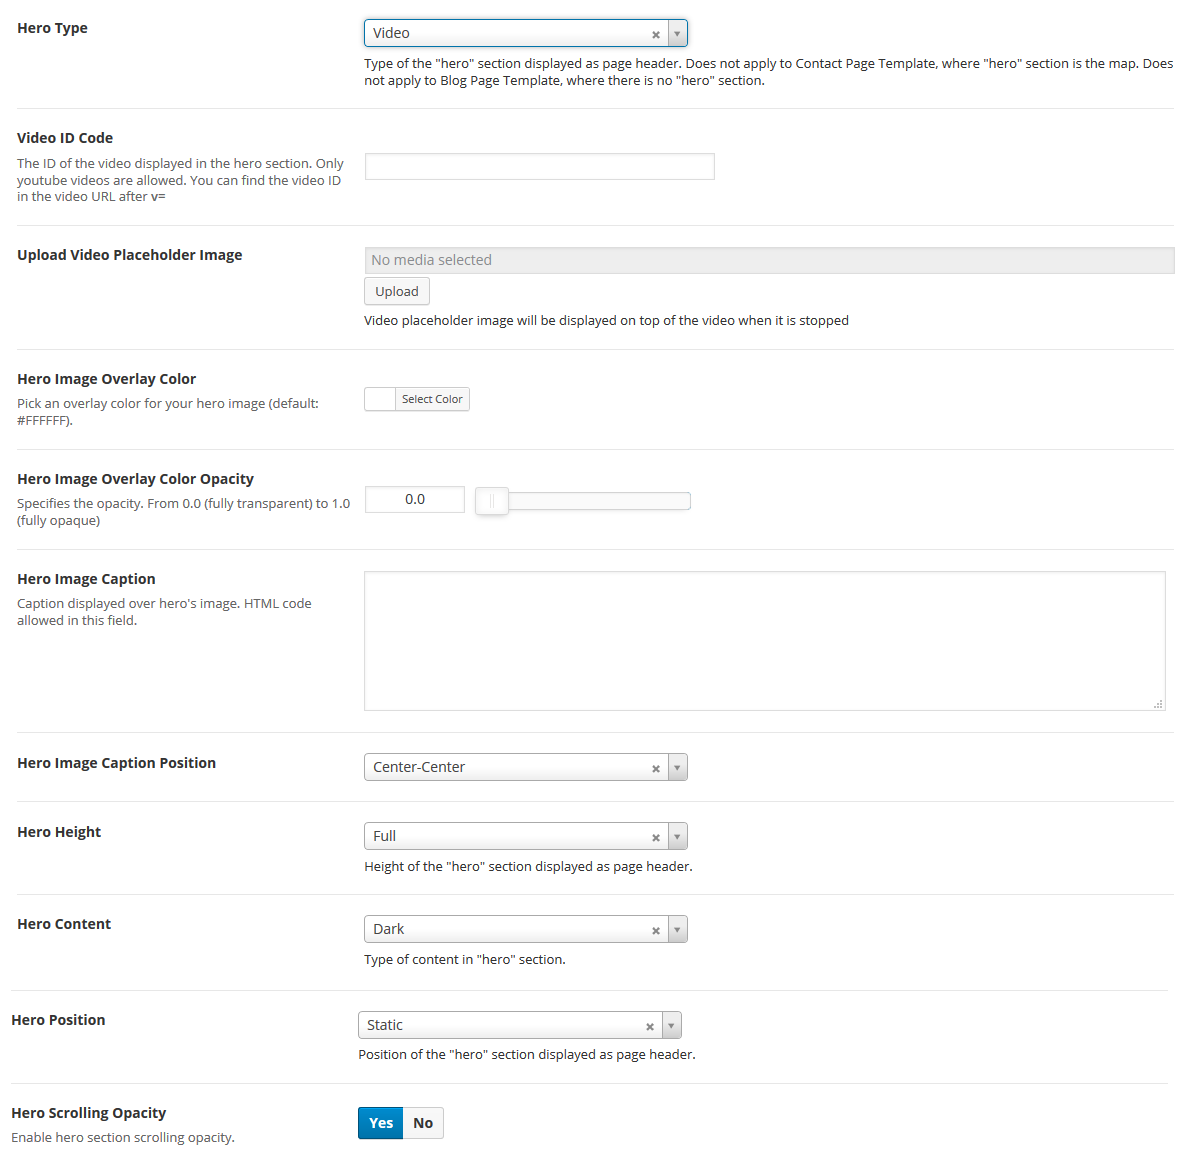 Hero Type
Video
Type of the "hero" section displayed as page header. Does not apply to Contact Page Template, where "hero" section is the map. Does
not apply to Blog Page Template, where there is no "hero" section.
Video ID Code
The ID of the video displayed in the hero section. Only
youtube videos are allowed. You can find the video ID
in the video URL after v=
Upload Video Placeholder Image
No media selected
Upload
Video placeholder image will be displayed on top of the video when it is stopped
Hero Image Overlay Color
Pick an overlay color for your hero image (default:
#FFFFFF).
Select Color
Hero Image Overlay Color Opacity
Specifies the opacity. From 0.0 (fully transparent) to 1.0
(fully opaque)
0.0
Hero Image Caption
Caption displayed over hero's image. HTML code
allowed in this field.
Hero Image Caption Position
Center-Center
Hero Height
Full
Height of the "hero" section displayed as page header.
Hero Content
Dark
Type of content in "hero" section.
Hero Position
Static
Position of the "hero" section displayed as page header.
Hero Scrolling Opacity
Enable hero section scrolling opacity.
Yes No